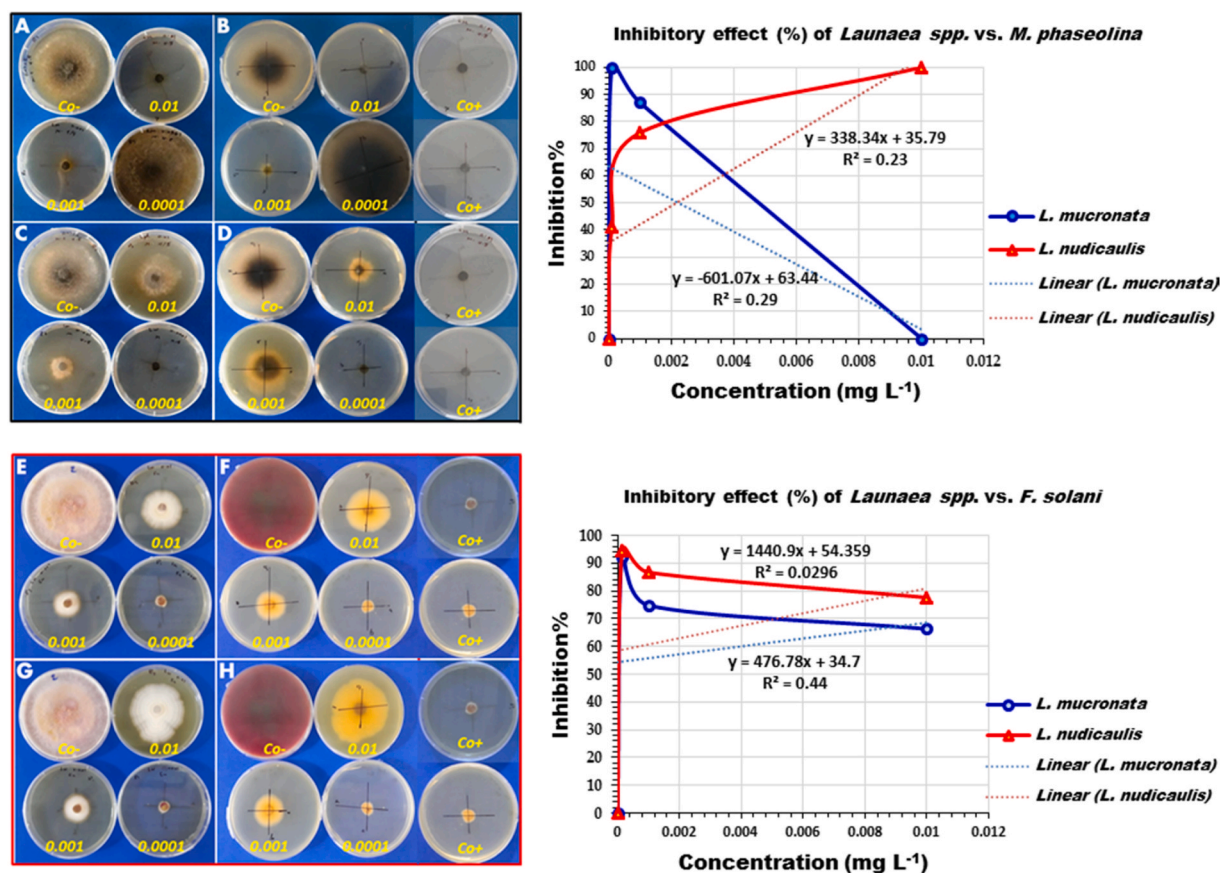 A
B
Co-
0.01
Co-
0.01
Co+
0.001
0.0001
0.001
0.0001
Co+
C
D
Co-
0.01
Co-
0.01
Co+
0.001
0.0001
0.001
0.0001
Co+
Inhibitory effect (%) of Launaea spp. vs. M. phaseolina
Inhibition%
100
90
80
70
60
50
40
30
20
10
0
y = 338.34x + 35.79
R² = 0.23
y = -601.07x + 63.44
R² = 0.29
0 0.002 0.004 0.006 0.008 0.01 0.012
Concentration (mg L⁻¹)
L. mucronata
L. nudicaulis
Linear (L. mucronata)
Linear (L. nudicaulis)
E
F
Co-
0.01
Co-
0.01
Co+
0.001
0.0001
0.001
0.0001
Co+
G
H
Co-
0.01
Co-
0.01
Co+
0.001
0.0001
0.001
0.0001
Co+
Inhibitory effect (%) of Launaea spp. vs. F. solani
Inhibition%
100
90
80
70
60
50
40
30
20
10
0
y = 1440.9x + 54.359
R² = 0.0296
y = 476.78x + 34.7
R² = 0.44
0 0.002 0.004 0.006 0.008 0.01 0.012
Concentration (mg L⁻¹)
L. mucronata
L. nudicaulis
Linear (L. mucronata)
Linear (L. nudicaulis)